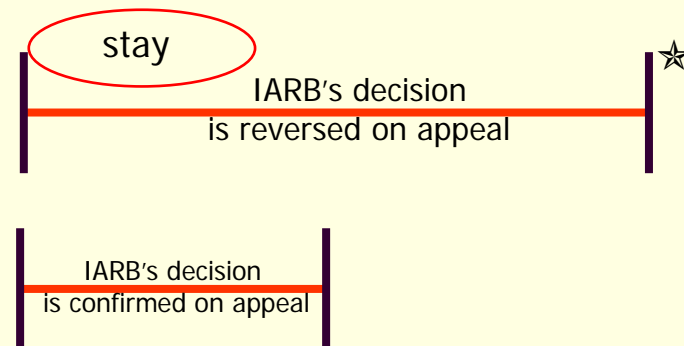 stay
IARB's decision
is reversed on appeal
IARB's decision
is confirmed on appeal